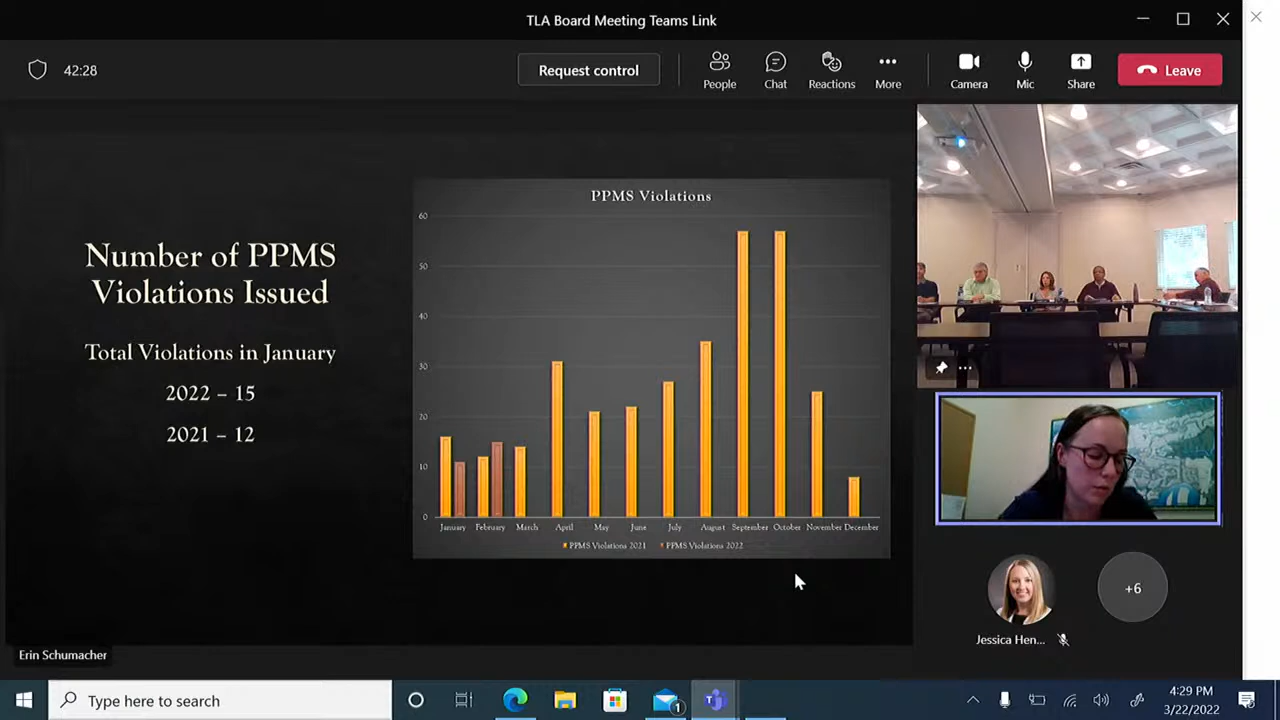 TLA Board Meeting Teams Link
42:28
Request control
People
Chat
Reactions
More
Camera
Mic
Share
Leave
Number of PPMS
Violations Issued
Total Violations in January
2022 – 15
2021 – 12
PPMS Violations
60
50
40
30
20
10
0
January February March April May June July August September October November December
PPMS Violations 2021 PPMS Violations 2022
Erin Schumacher
Jessica Hen...
+6
Type here to search
1
4:29 PM
3/22/2022